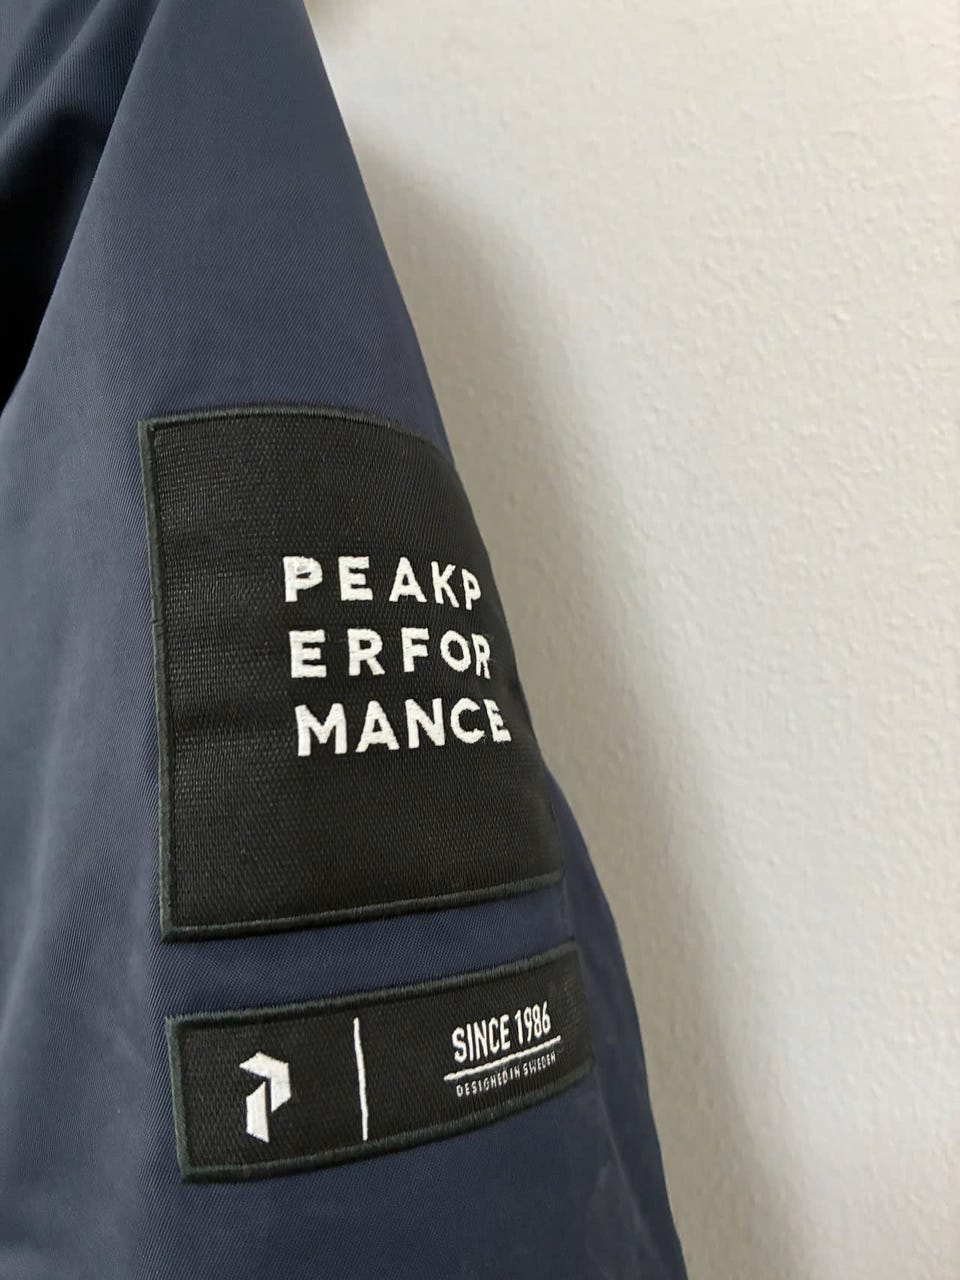 PEAKP
ERFOR
MANCE
SINCE 1986
DESIGNED IN SWEDEN